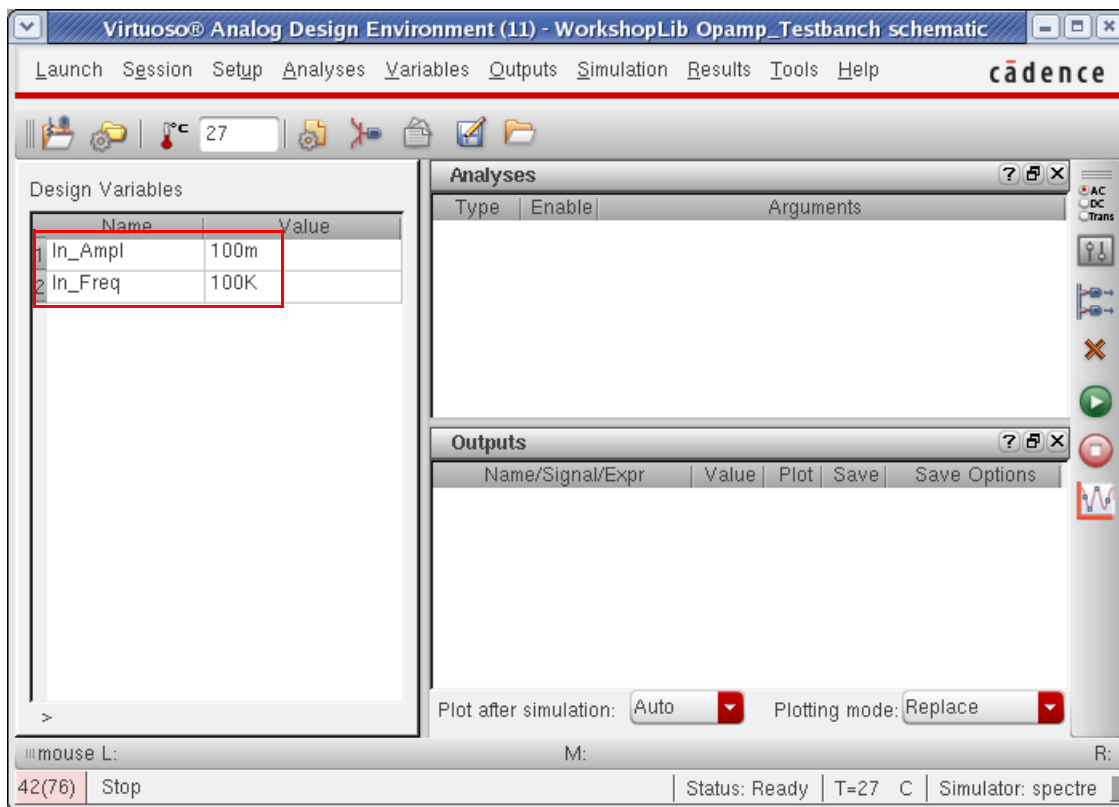 Virtuoso® Analog Design Environment (11) - WorkshopLib Opamp_Testbanch schematic
Launch Session Setup Analyses Variables Outputs Simulation Results Tools Help cādence
°C 27
Design Variables
Name Value
1 In_Ampl 100m
2 In_Freq 100K
>
Analyses ?
Type Enable Arguments
AC
DC
Trans
Outputs ?
Name/Signal/Expr Value Plot Save Save Options
Plot after simulation: Auto Plotting mode: Replace
mouse L: M: R:
42(76) Stop Status: Ready T=27 C Simulator: spectre